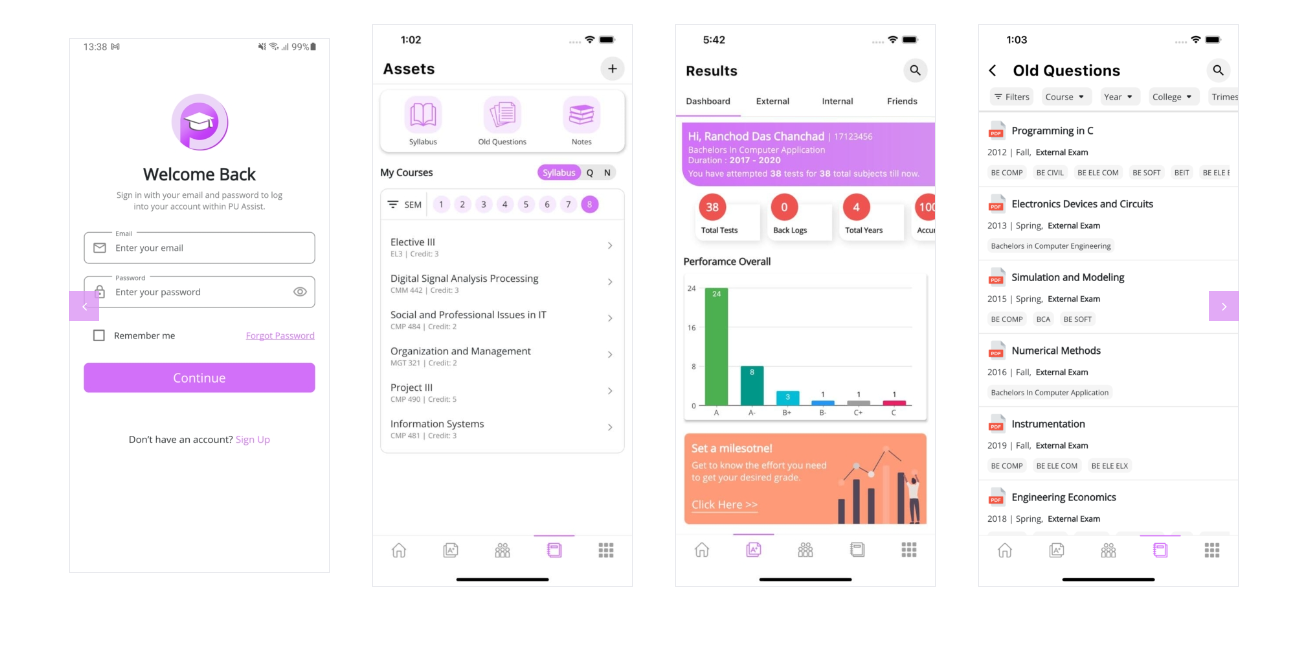 13:38
99%
Welcome Back
Sign in with your email and password to log
into your account within PU Assist.
Email
Enter your email
Password
Enter your password
Remember me Forgot Password
Continue
Don't have an account? Sign Up
1:02
Assets
Syllabus Old Questions Notes
My Courses Syllabus Q N
SEM 1 2 3 4 5 6 7 8
Elective III
EL3 | Credit: 3
Digital Signal Analysis Processing
CMM 442 | Credit: 3
Social and Professional Issues in IT
CMP 484 | Credit: 2
Organization and Management
MGT 321 | Credit: 2
Project III
CMP 490 | Credit: 5
Information Systems
CMP 481 | Credit: 3
A+
5:42
Results
Dashboard External Internal Friends
Hi, Ranchod Das Chanchad | 17123456
Bachelors in Computer Application
Duration : 2017 - 2020
You have attempted 38 tests for 38 total subjects till now.
38 0 4 100
Total Tests Back Logs Total Years Accur
Perforamce Overall
24
16
8
0
24
8
3
1
1
1
A A- B+ B- C+ C
Set a milesotne!
Get to know the effort you need
to get your desired grade.
Click Here >>
A+
1:03
Old Questions
Filters Course Year College Trimes
PDF Programming in C
2012 | Fall, External Exam
BE COMP BE CIVIL BE ELE COM BE SOFT BEIT BE ELE E
PDF Electronics Devices and Circuits
2013 | Spring, External Exam
Bachelors in Computer Engineering
PDF Simulation and Modeling
2015 | Spring, External Exam
BE COMP BCA BE SOFT
PDF Numerical Methods
2016 | Fall, External Exam
Bachelors in Computer Application
PDF Instrumentation
2019 | Fall, External Exam
BE COMP BE ELE COM BE ELE ELX
PDF Engineering Economics
2018 | Spring, External Exam
A+